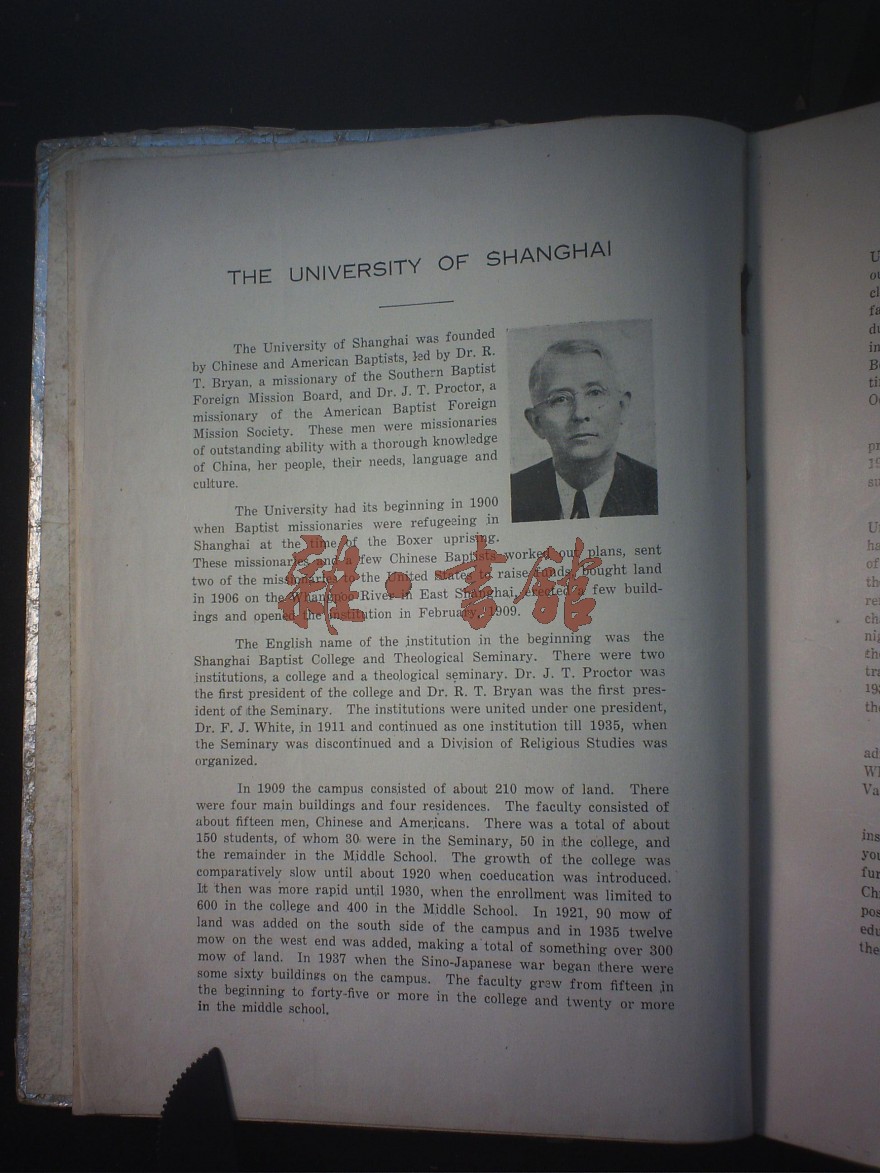 THE UNIVERSITY OF SHANGHAI
The University of Shanghai was founded
by Chinese and American Baptists, led by Dr. R.
T. Bryan, a missionary of the Southern Baptist
Foreign Mission Board, and Dr. J. T. Proctor, a
missionary of the American Baptist Foreign
Mission Society. These men were missionaries
of outstanding ability with a thorough knowledge
of China, her people, their needs, language and
culture.
The University had its beginning in 1900
when Baptist missionaries were refugeeing in
Shanghai at the time of the Boxer uprising.
These missionaries and a few Chinese Baptists worked out plans, sent
two of the missionaries to the United States to raise funds, bought land
in 1906 on the Whangpoo River in East Shanghai, erected a few build-
ings and opened the institution in February, 1909.
雜·書館
The English name of the institution in the beginning was the
Shanghai Baptist College and Theological Seminary. There were two
institutions, a college and a theological seminary. Dr. J. T. Proctor was
the first president of the college and Dr. R. T. Bryan was the first pres-
ident of the Seminary. The institutions were united under one president,
Dr. F. J. White, in 1911 and continued as one institution till 1935, when
the Seminary was discontinued and a Division of Religious Studies was
organized.
In 1909 the campus consisted of about 210 mow of land. There
were four main buildings and four residences. The faculty consisted of
about fifteen men, Chinese and Americans. There was a total of about
150 students, of whom 30 were in the Seminary, 50 in the college, and
the remainder in the Middle School. The growth of the college was
comparatively slow until about 1920 when coeducation was introduced.
It then was more rapid until 1930, when the enrollment was limited to
600 in the college and 400 in the Middle School. In 1921, 90 mow of
land was added on the south side of the campus and in 1935 twelve
mow on the west end was added, making a total of something over 300
mow of land. In 1937 when the Sino-Japanese war began there were
some sixty buildings on the campus. The faculty grew from fifteen in
the beginning to forty-five or more in the college and twenty or more
in the middle school.